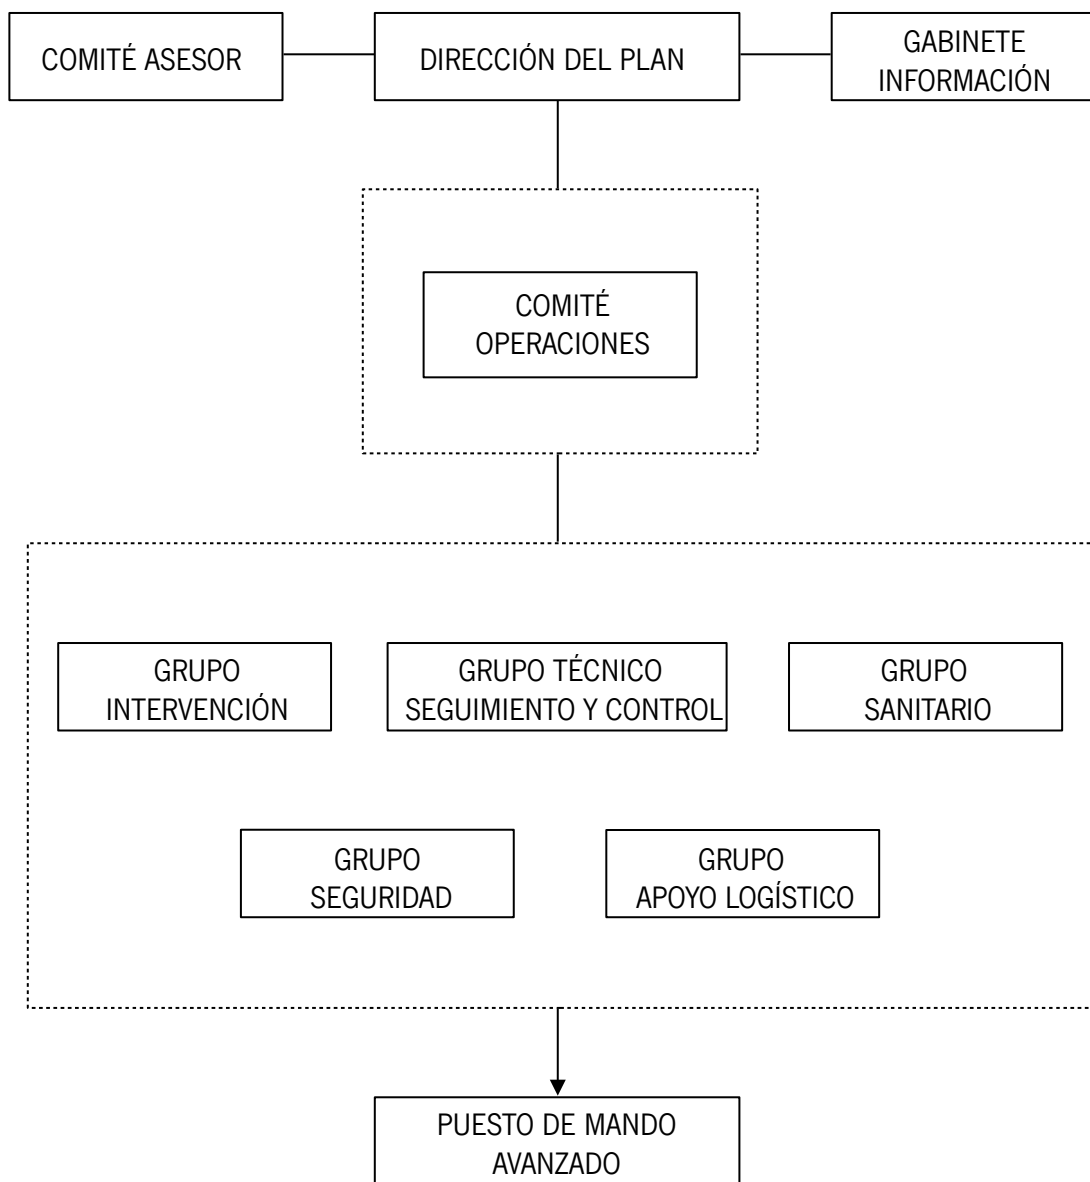 COMITÉ ASESOR
DIRECCIÓN DEL PLAN
GABINETE
INFORMACIÓN
COMITÉ
OPERACIONES
GRUPO
INTERVENCIÓN
GRUPO TÉCNICO
SEGUIMIENTO Y CONTROL
GRUPO
SANITARIO
GRUPO
SEGURIDAD
GRUPO
APOYO LOGÍSTICO
PUESTO DE MANDO
AVANZADO